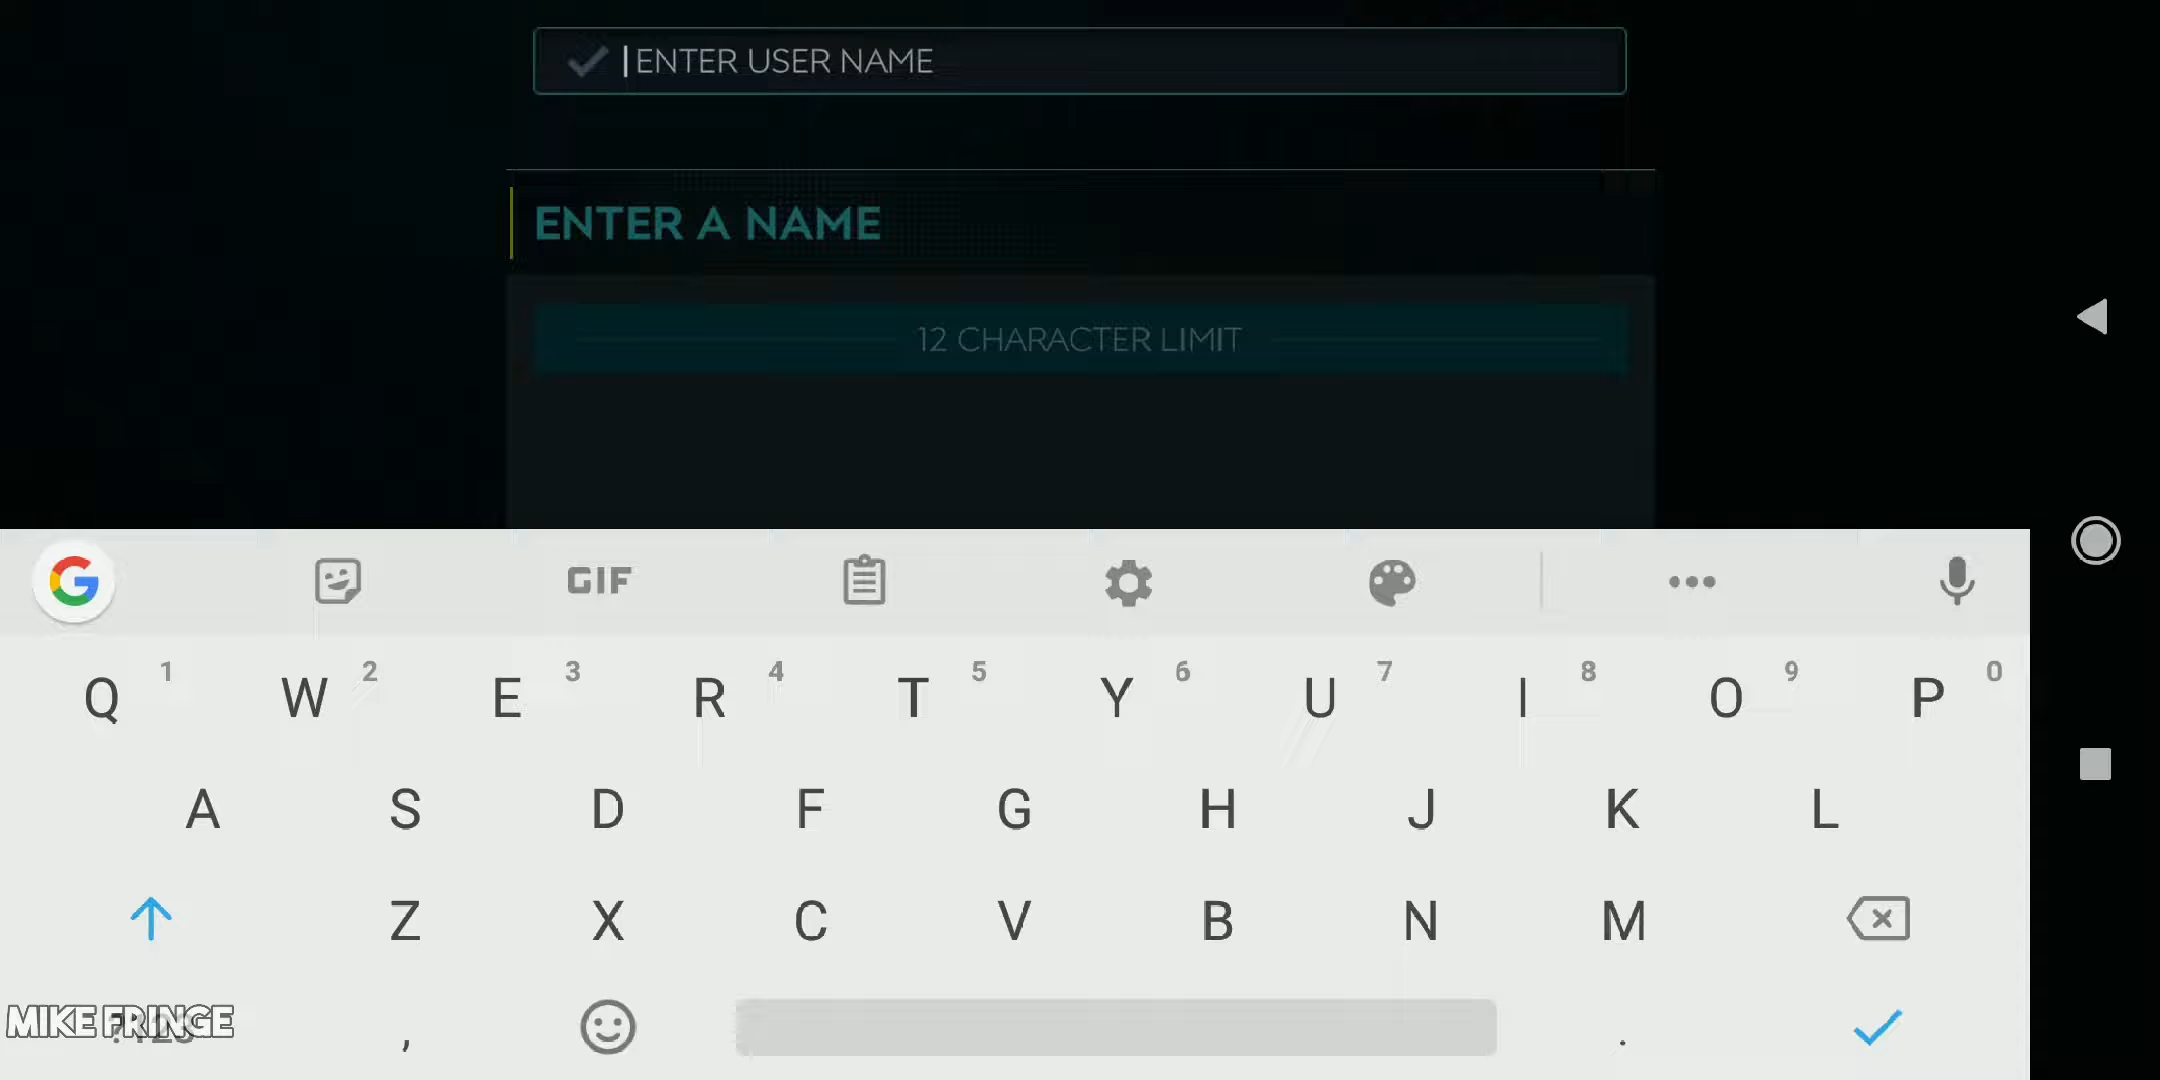 ENTER USER NAME
ENTER A NAME
12 CHARACTER LIMIT
G GIF
Q 1 W 2 E 3 R 4 T 5 Y 6 U 7 I 8 O 9 P 0
A S D F G H J K L
Z X C V B N M
?123 , .
MIKE FRINGE